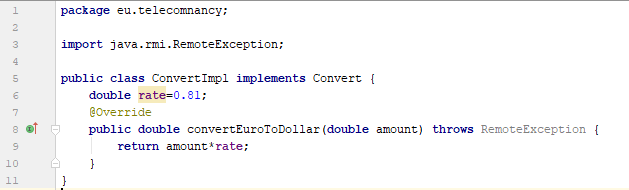 1 package eu.telecomnancy;
2
3 import java.rmi.RemoteException;
4
5 public class ConvertImpl implements Convert {
6 double rate=0.81;
7 @Override
8 public double convertEuroToDollar(double amount) throws RemoteException {
9 return amount*rate;
10 }
11 }